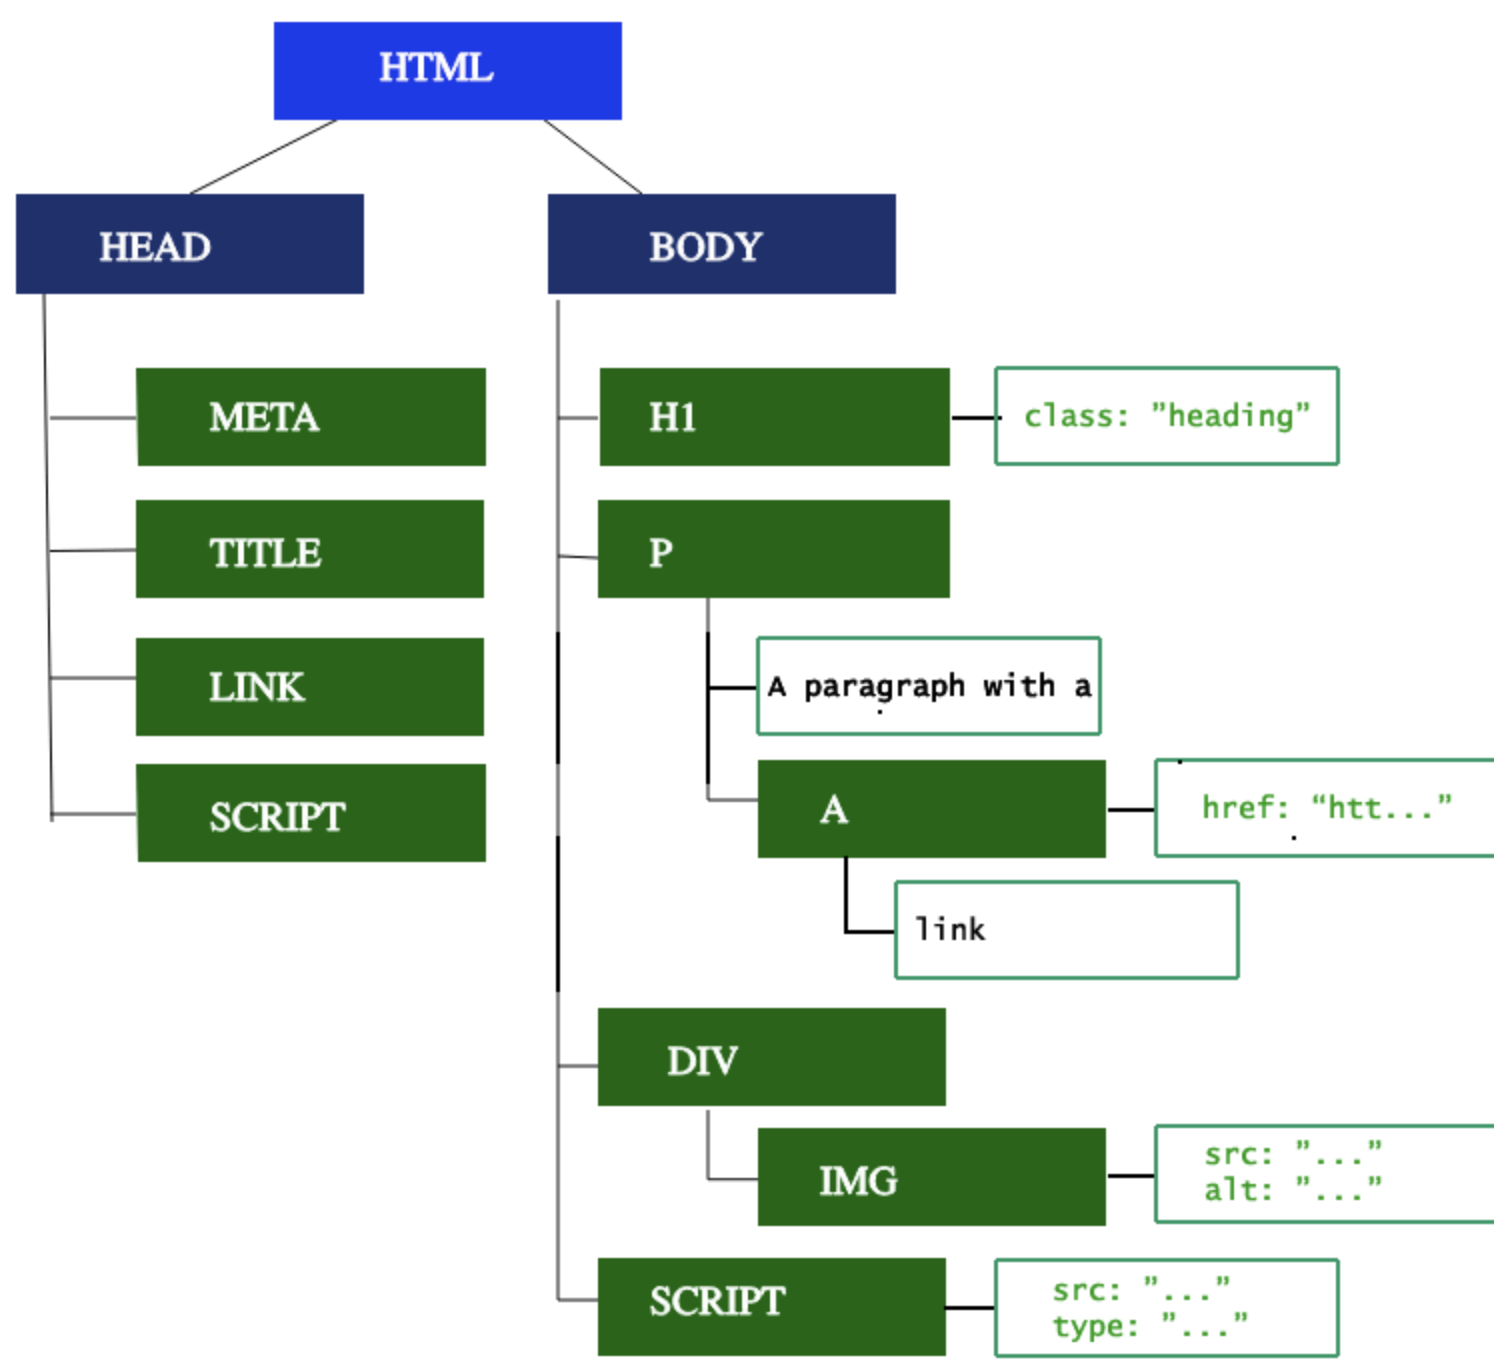 HTML
HEAD
BODY
META
H1
class: ”heading”
TITLE
P
LINK
A paragraph with a
SCRIPT
A
href: “htt...”
link
DIV
IMG
src: ”...”
alt: ”...”
SCRIPT
src: ”...”
type: ”...”